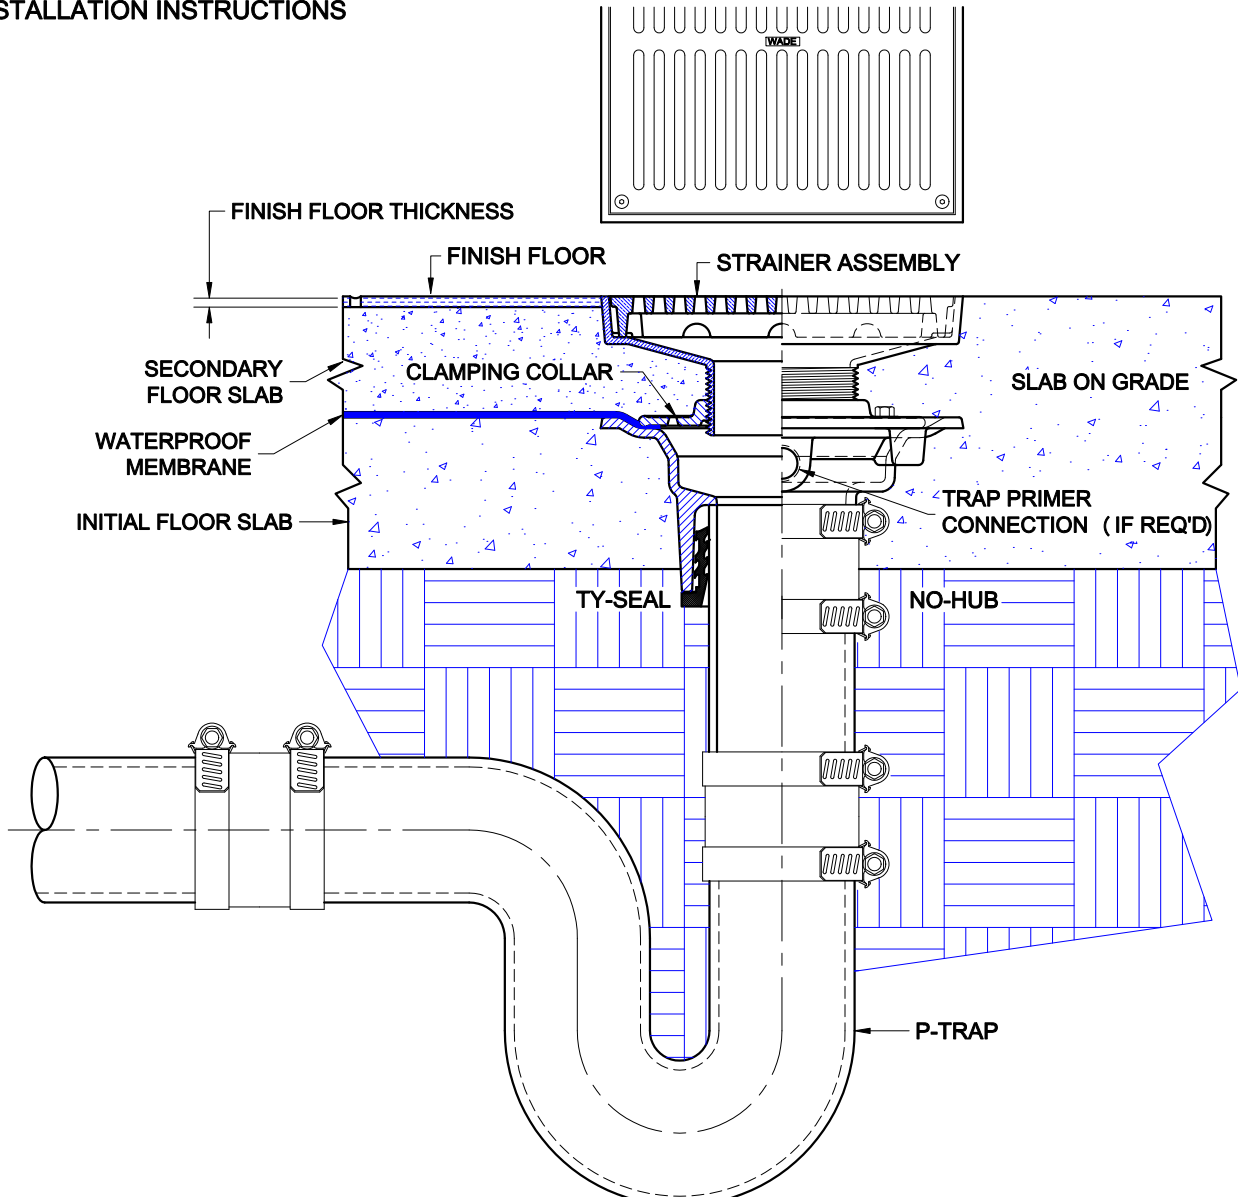 STALLATION INSTRUCTIONS
WADE
FINISH FLOOR THICKNESS
FINISH FLOOR
STRAINER ASSEMBLY
SECONDARY
FLOOR SLAB
CLAMPING COLLAR
SLAB ON GRADE
WATERPROOF
MEMBRANE
INITIAL FLOOR SLAB
TRAP PRIMER
CONNECTION ( IF REQ'D)
TY-SEAL
NO-HUB
P-TRAP